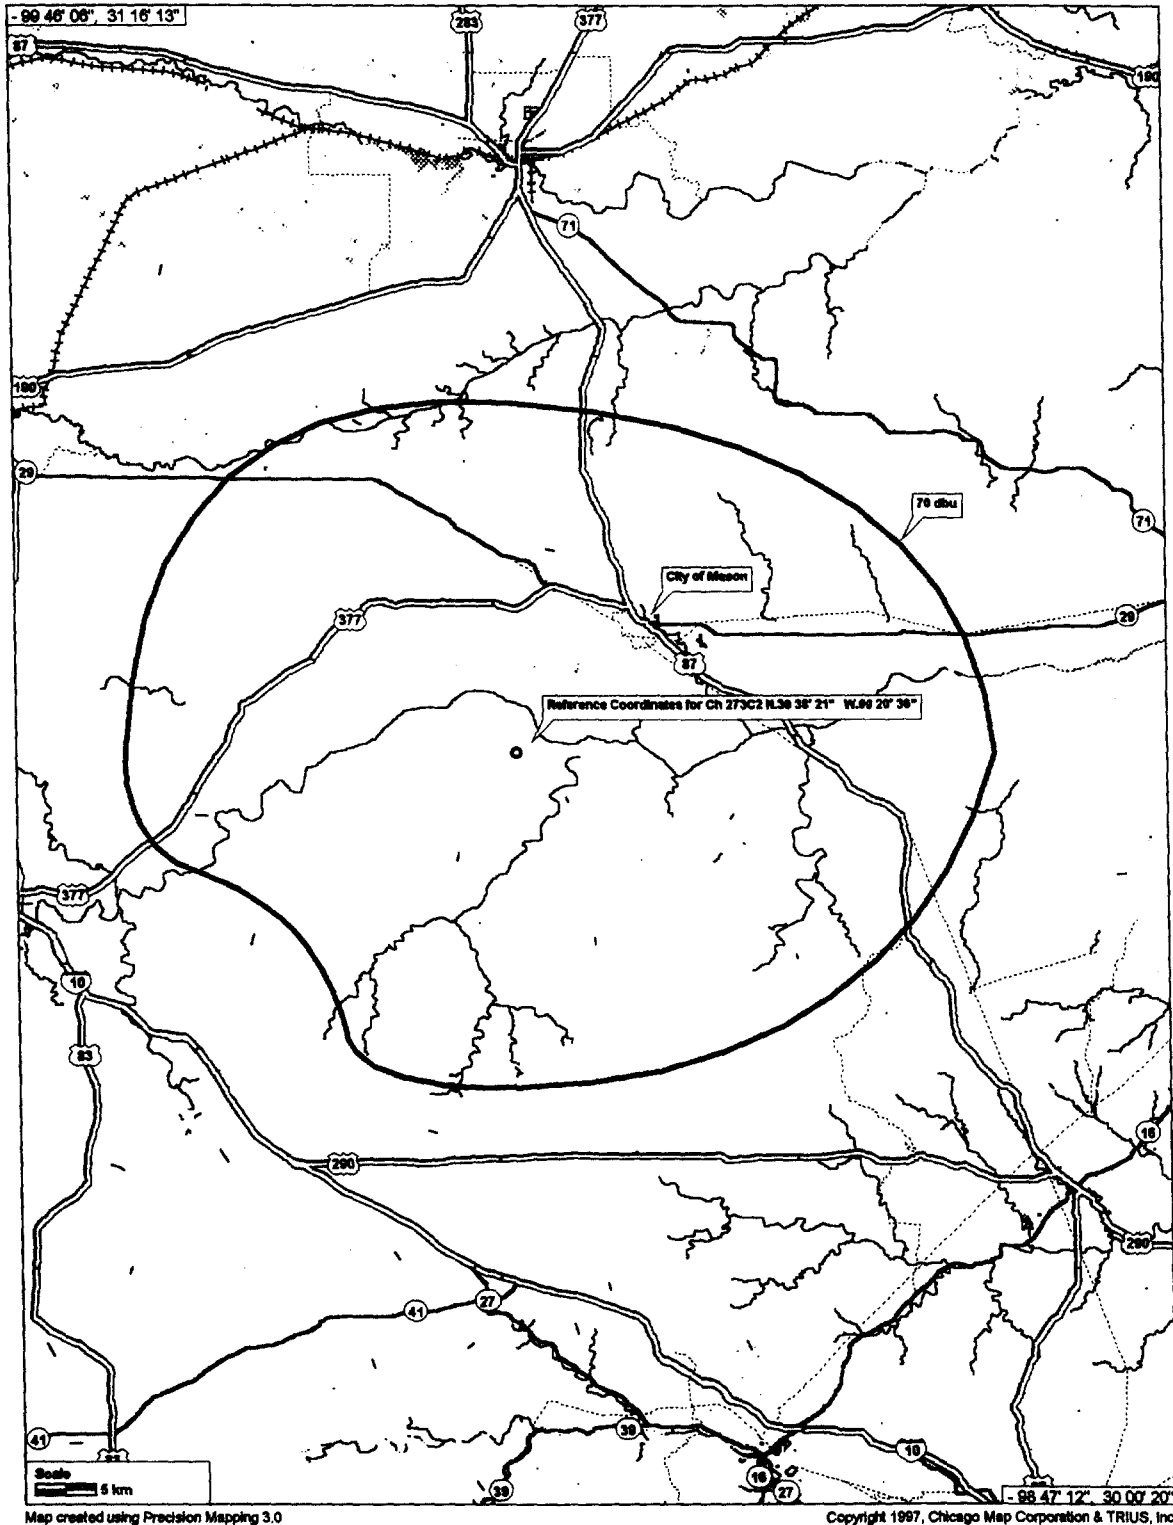 - 99 46' 06", 31 16' 13"
283
377
87
190
71
190
29
70 dbu
71
City of Mason
377
29
87
Reference Coordinates for Ch 273C2 N.30 38' 21" W.99 20' 36"
377
10
83
16
290
290
27
41
39
41
10
Scale
5 km
39
16
27
- 98 47' 12", 30 00' 20"
Map created using Precision Mapping 3.0
Copyright 1997, Chicago Map Corporation & TRIUS, Inc